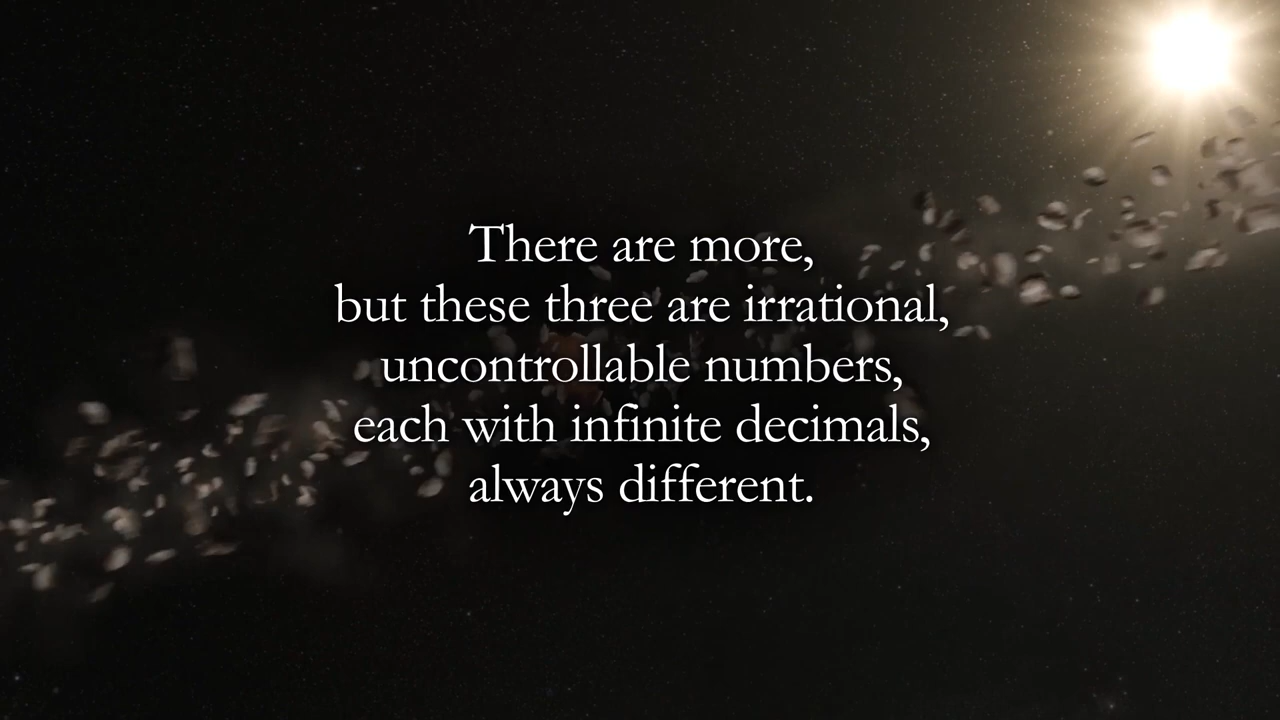 There are more,
but these three are irrational,
uncontrollable numbers,
each with infinite decimals,
always different.